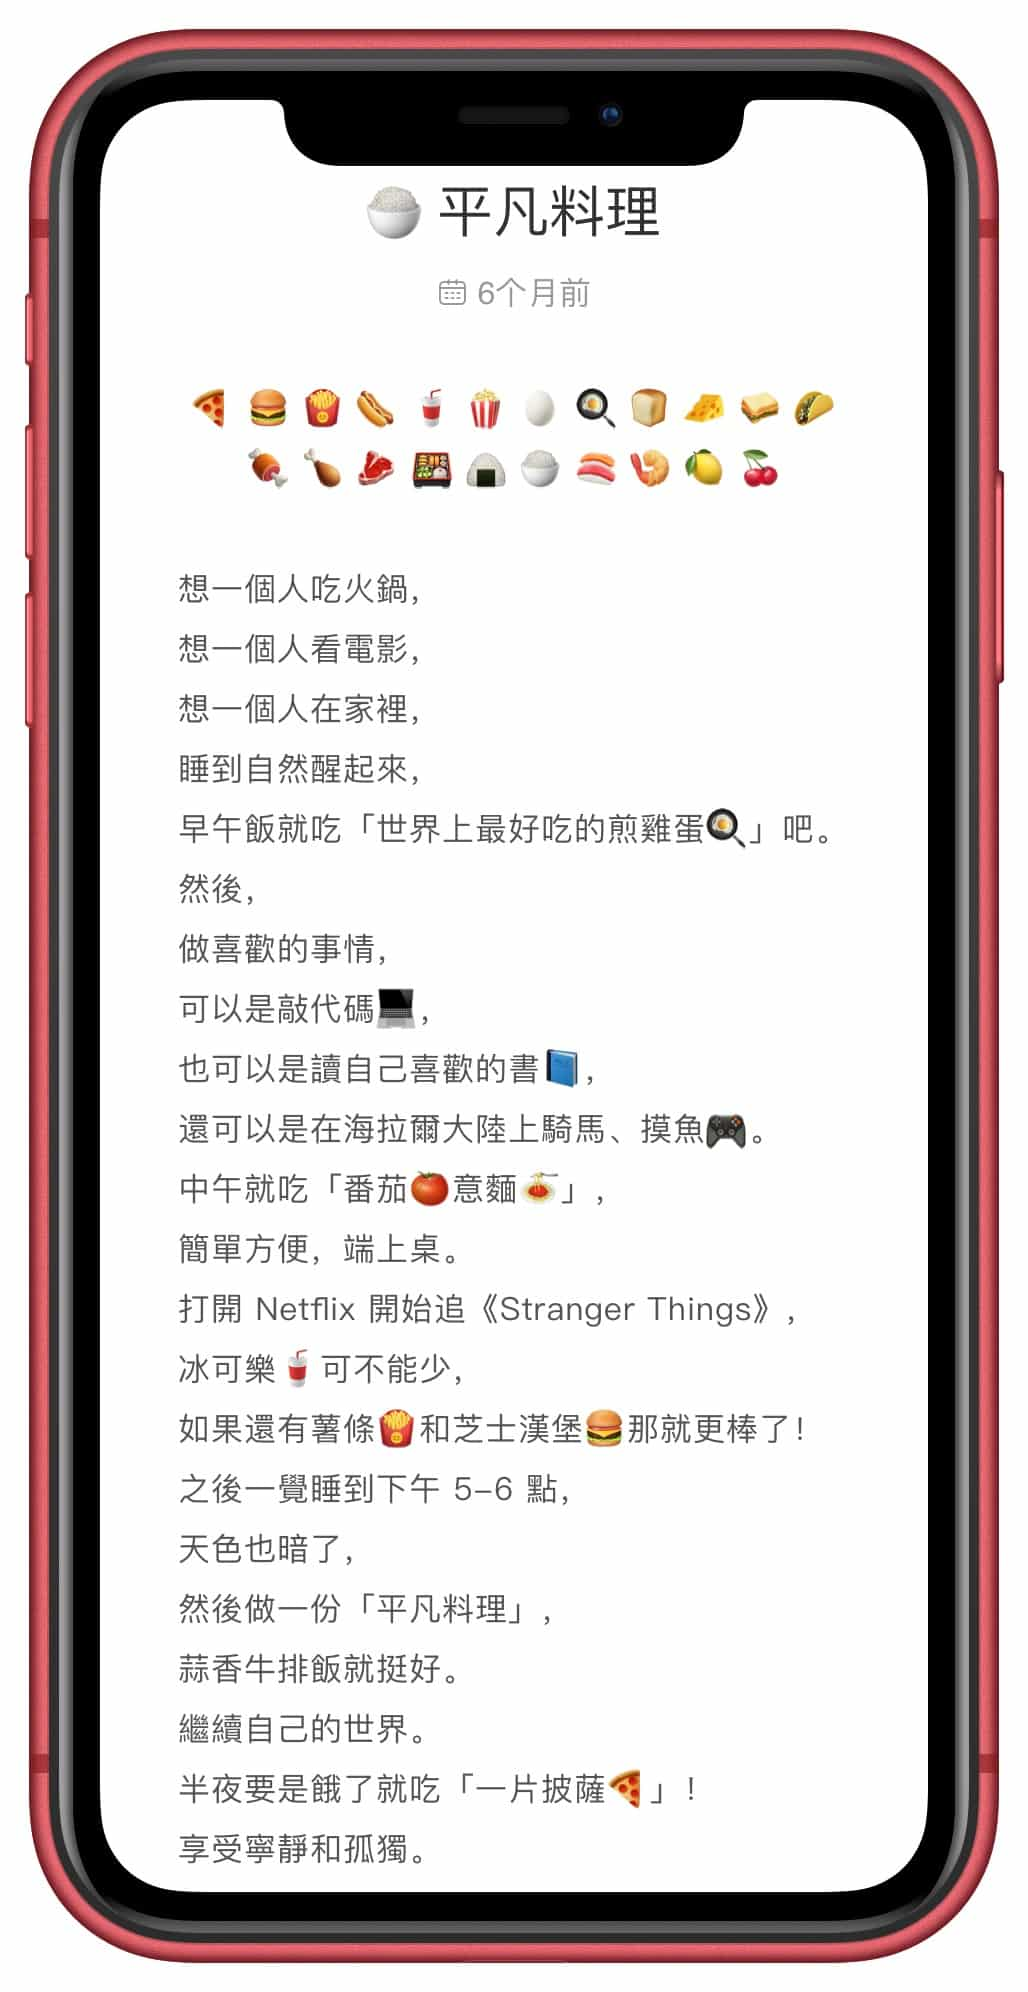 🍚 平凡料理
6个月前
🍕 🍔 🍟 🌭 🥤 🍿 🥚 🍳 🍞 🧀 🥪 🌮
🍖 🍗 🥩 🍱 🍙 🍚 🍣 🍤 🍋 🍒
想一個人吃火鍋，
想一個人看電影，
想一個人在家裡，
睡到自然醒起來，
早午飯就吃「世界上最好吃的煎雞蛋🍳」吧。
然後，
做喜歡的事情，
可以是敲代碼💻，
也可以是讀自己喜歡的書📘，
還可以是在海拉爾大陸上騎馬、摸魚🎮。
中午就吃「番茄🍅意麵🍝」，
簡單方便，端上桌。
打開 Netflix 開始追《Stranger Things》，
冰可樂🥤可不能少，
如果還有薯條🍟和芝士漢堡🍔那就更棒了！
之後一覺睡到下午 5–6 點，
天色也暗了，
然後做一份「平凡料理」，
蒜香牛排飯就挺好。
繼續自己的世界。
半夜要是餓了就吃「一片披薩🍕」！
享受寧靜和孤獨。